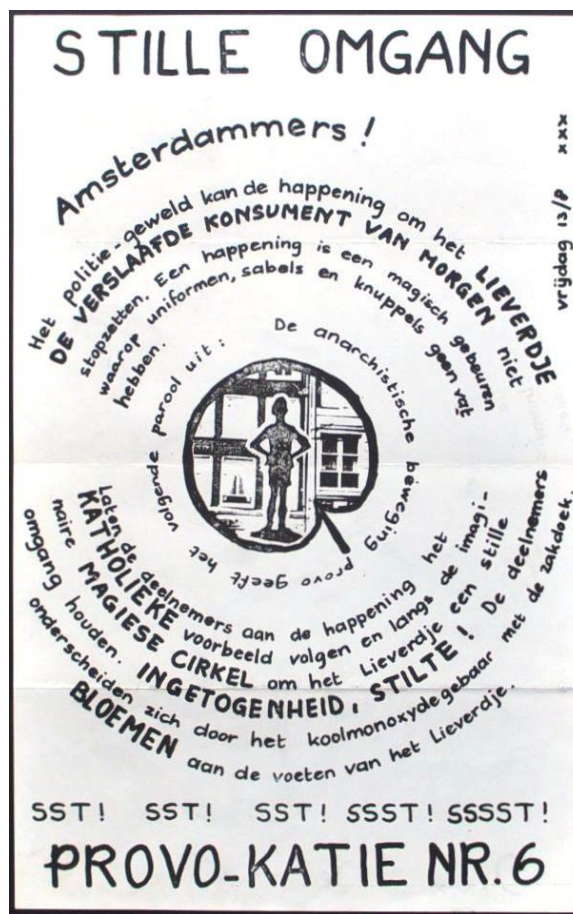 STILLE OMGANG
Amsterdammers !
Het politie-geweld kan de happening om het LIEVERDJE
DE VERSLAAFDE KONSUMENT VAN MORGEN niet
stopzetten. Een happening is een magisch gebeuren
waarop uniformen, sabels en knuppels geen vat
hebben.
De anarchistische beweging provo geeft het volgende parool uit:
Laten de deelnemers aan de happening het
KATHOLIEKE voorbeeld volgen en langs de imagi-
naire MAGIESE CIRKEL om het Lieverdje een stille
omgang houden. INGETOGENHEID, STILTE! De deelnemers
onderscheiden zich door het koolmonoxydegebaar met de zakdoek.
BLOEMEN aan de voeten van het Lieverdje.
vrijdag 13/8 xxx
SST! SST! SST! SSST! SSSST!
PROVO-KATIE NR. 6